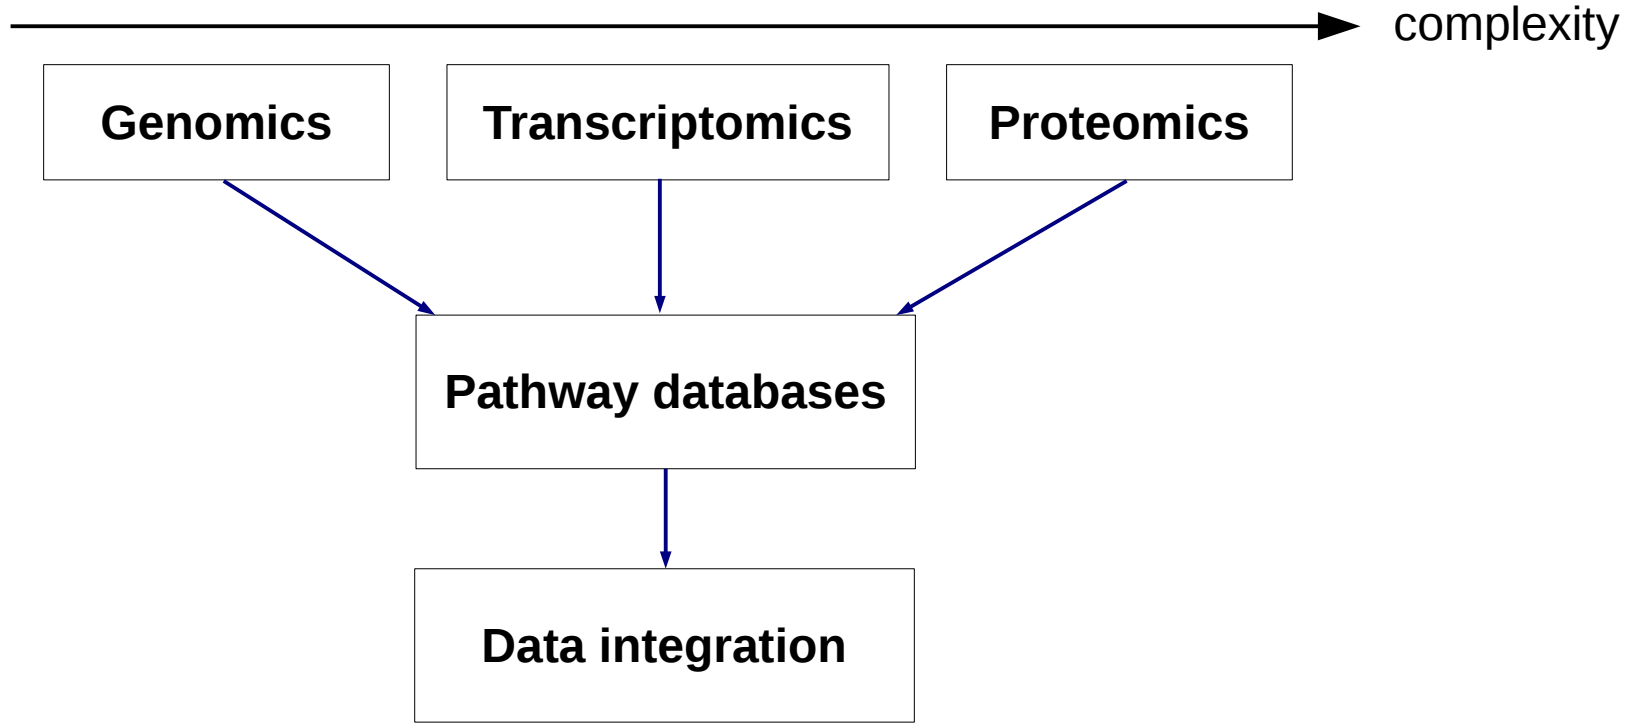 complexity
Genomics
Transcriptomics
Proteomics
Pathway databases
Data integration